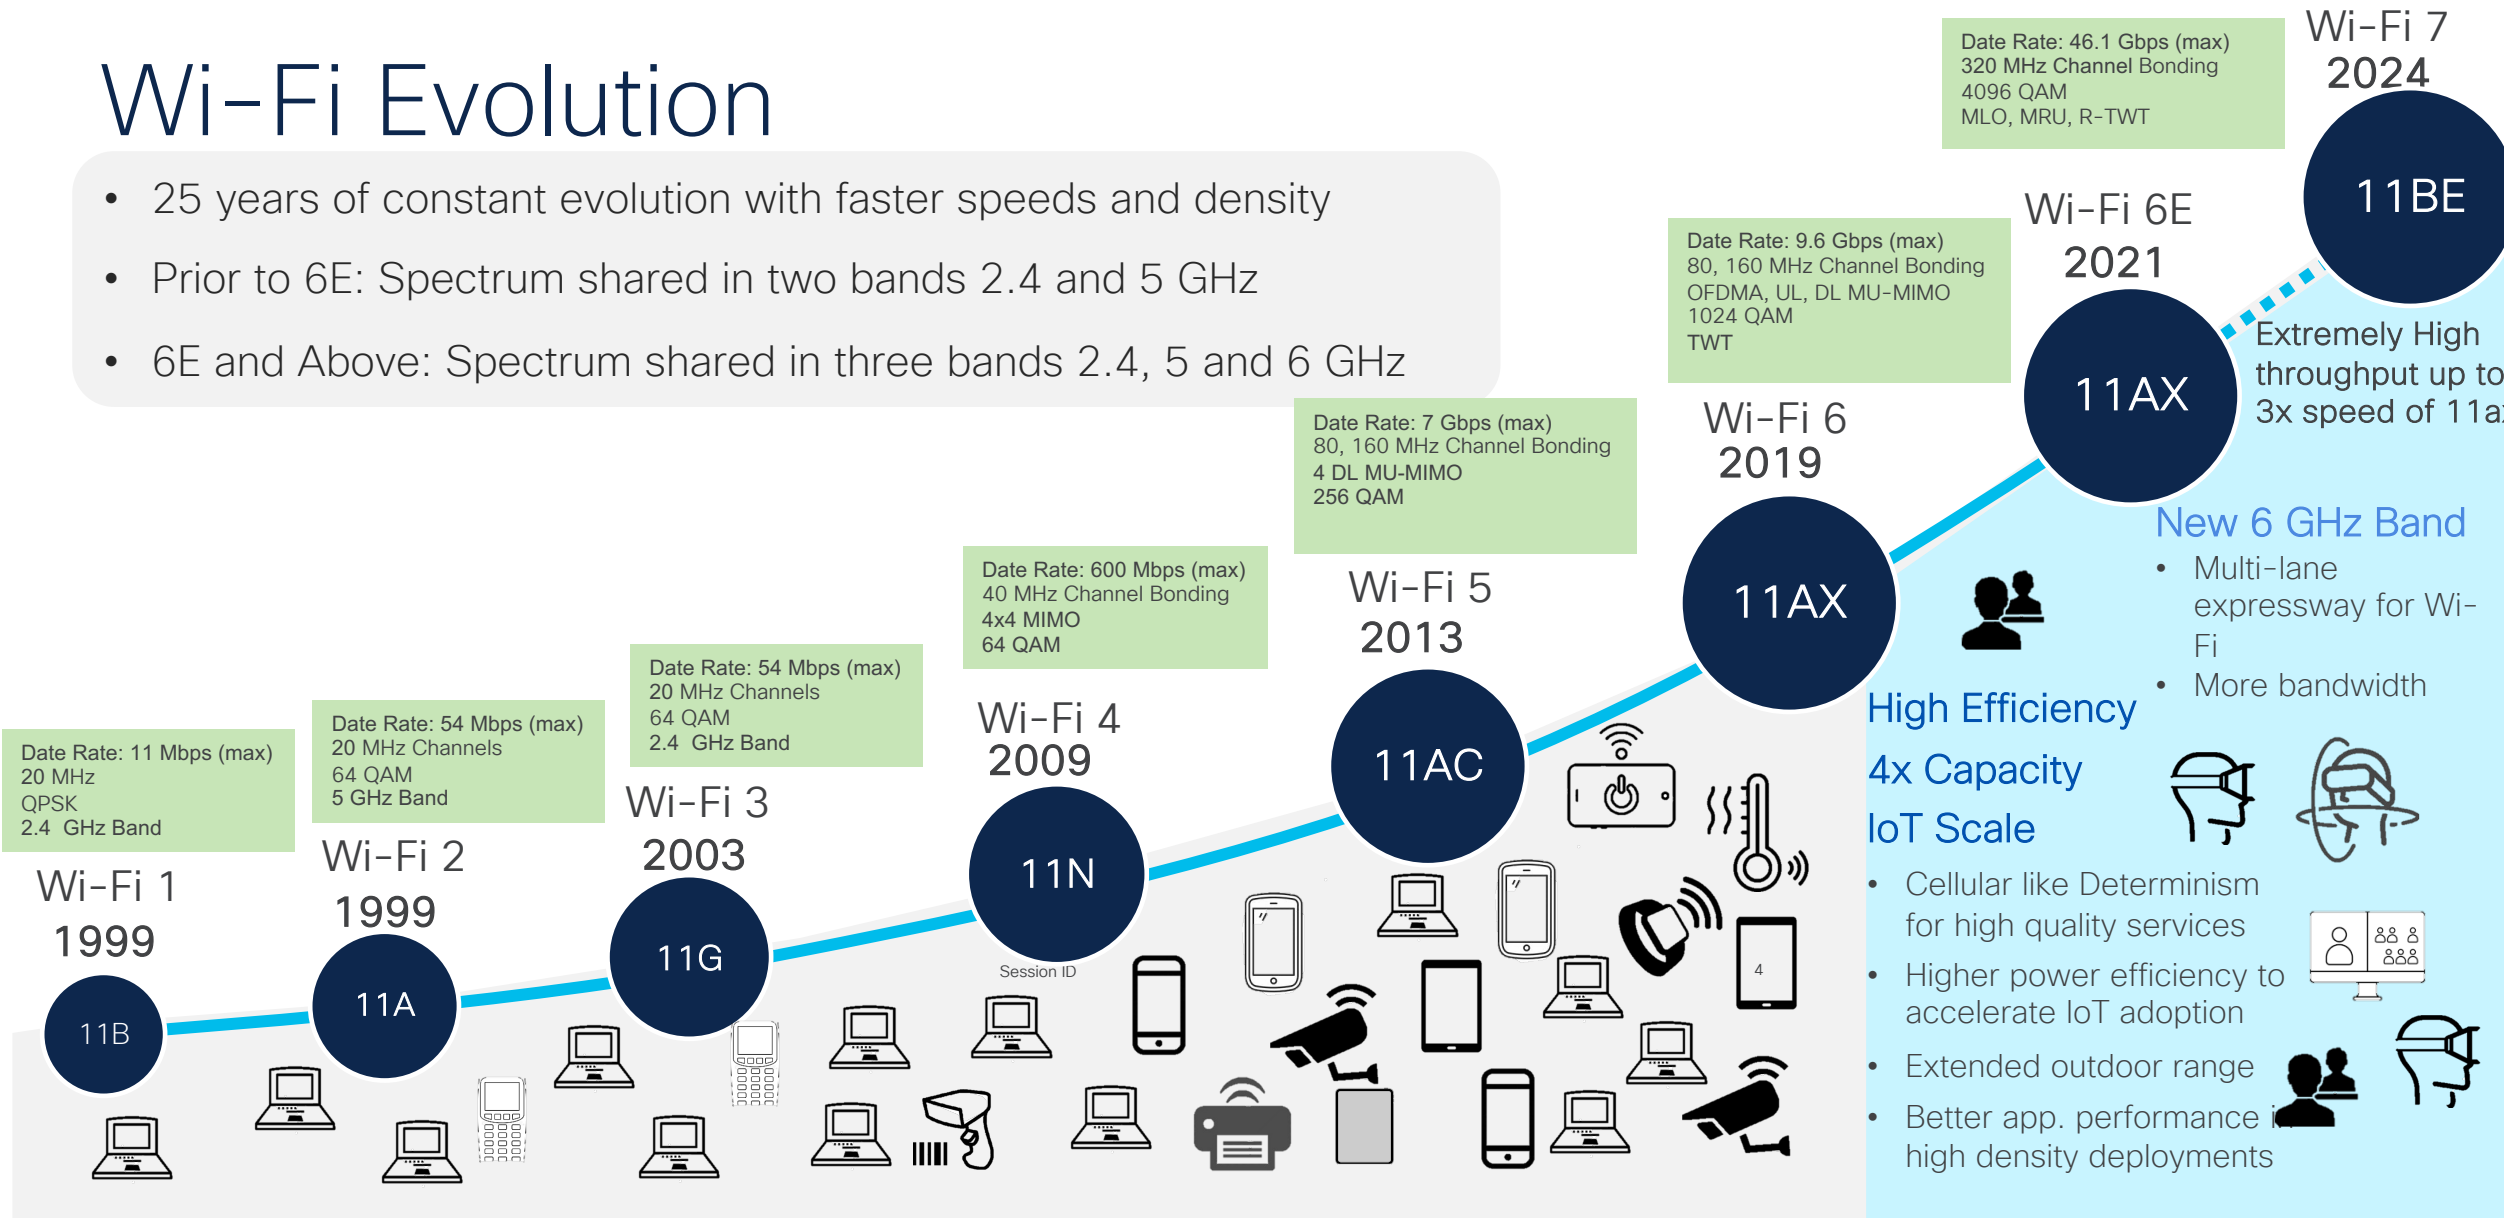 Wi-Fi Evolution
• 25 years of constant evolution with faster speeds and density
• Prior to 6E: Spectrum shared in two bands 2.4 and 5 GHz
• 6E and Above: Spectrum shared in three bands 2.4, 5 and 6 GHz
Date Rate: 11 Mbps (max)
20 MHz
QPSK
2.4 GHz Band
Wi-Fi 1
1999
11B
Date Rate: 54 Mbps (max)
20 MHz Channels
64 QAM
5 GHz Band
Wi-Fi 2
1999
11A
Date Rate: 54 Mbps (max)
20 MHz Channels
64 QAM
2.4 GHz Band
Wi-Fi 3
2003
11G
Date Rate: 600 Mbps (max)
40 MHz Channel Bonding
4x4 MIMO
64 QAM
Wi-Fi 4
2009
11N
Session ID
Date Rate: 7 Gbps (max)
80, 160 MHz Channel Bonding
4 DL MU-MIMO
256 QAM
Wi-Fi 5
2013
11AC
Date Rate: 9.6 Gbps (max)
80, 160 MHz Channel Bonding
OFDMA, UL, DL MU-MIMO
1024 QAM
TWT
Wi-Fi 6
2019
11AX
4
Wi-Fi 6E
2021
11AX
Date Rate: 46.1 Gbps (max)
320 MHz Channel Bonding
4096 QAM
MLO, MRU, R-TWT
Wi-Fi 7
2024
11BE
Extremely High
throughput up to
3x speed of 11ax
New 6 GHz Band
• Multi-lane
expressway for Wi-
Fi
• More bandwidth
High Efficiency
4x Capacity
IoT Scale
• Cellular like Determinism
for high quality services
• Higher power efficiency to
accelerate IoT adoption
• Extended outdoor range
• Better app. performance in
high density deployments